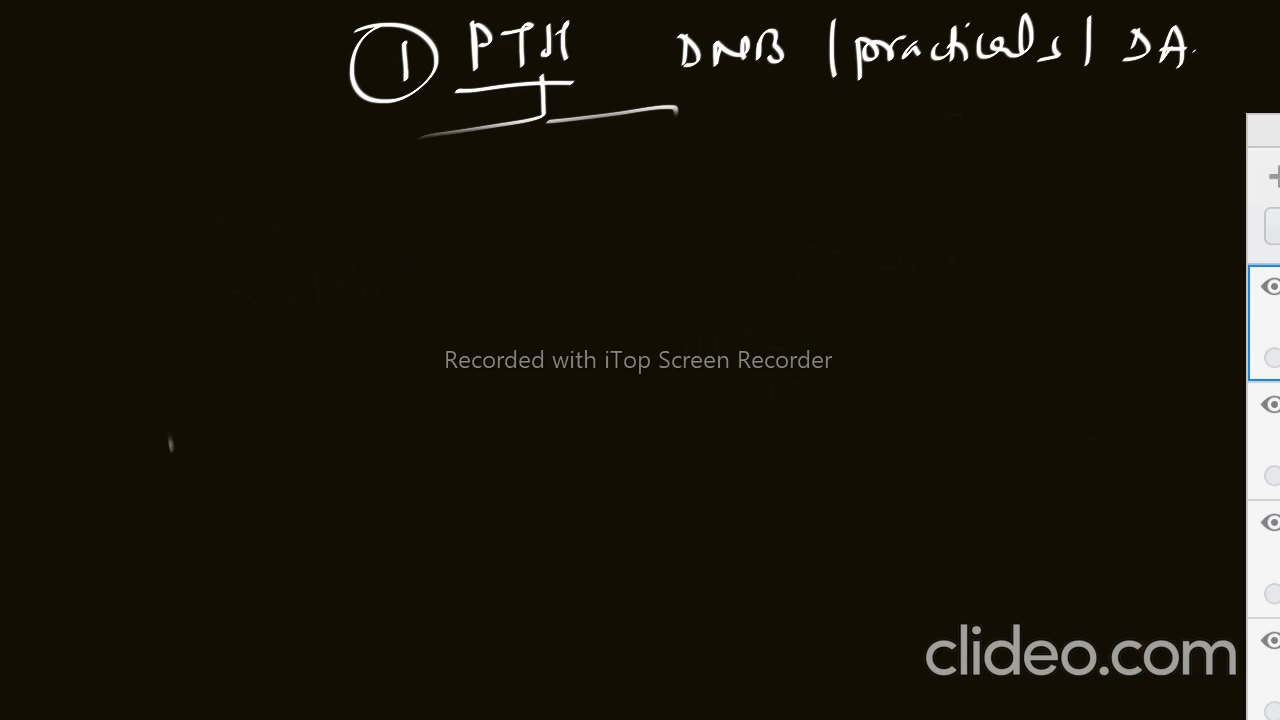 ① PTH DNB / practicals / DA.
Recorded with iTop Screen Recorder
clideo.com